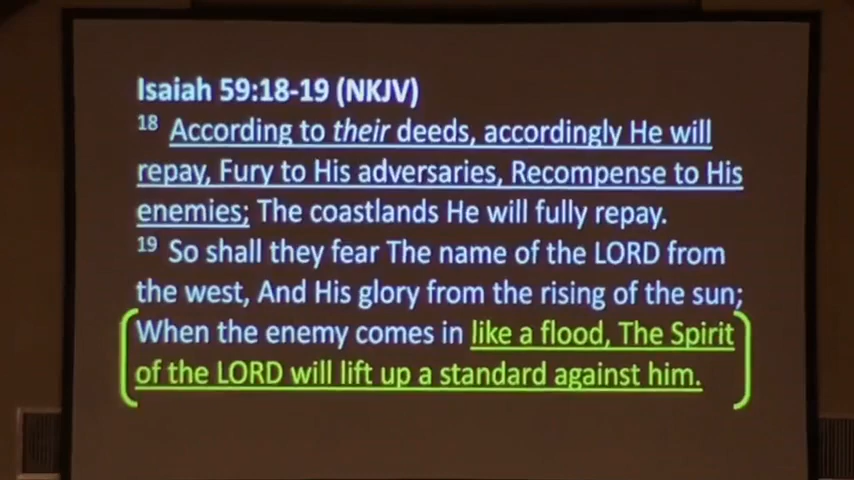 Isaiah 59:18-19 (NKJV)
18 According to their deeds, accordingly He will
repay, Fury to His adversaries, Recompense to His
enemies; The coastlands He will fully repay.
19 So shall they fear The name of the LORD from
the west, And His glory from the rising of the sun;
When the enemy comes in like a flood, The Spirit
of the LORD will lift up a standard against him.